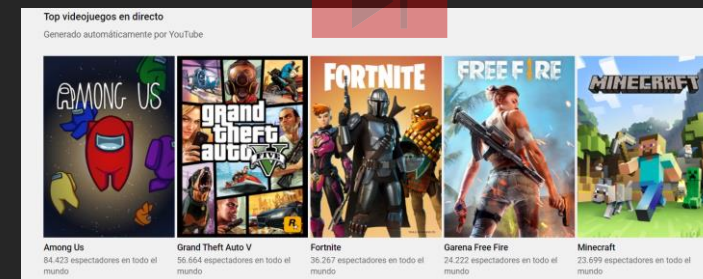 Top videojuegos en directo
Generado automáticamente por YouTube
AMONG US
grand
theft
auto
FIVE
R
FORTNITE
FREE FIRE
MINECRAFT
Among Us
84.423 espectadores en todo el
mundo
Grand Theft Auto V
56.664 espectadores en todo el
mundo
Fortnite
36.267 espectadores en todo el
mundo
Garena Free Fire
24.222 espectadores en todo el
mundo
Minecraft
23.699 espectadores en todo el
mundo